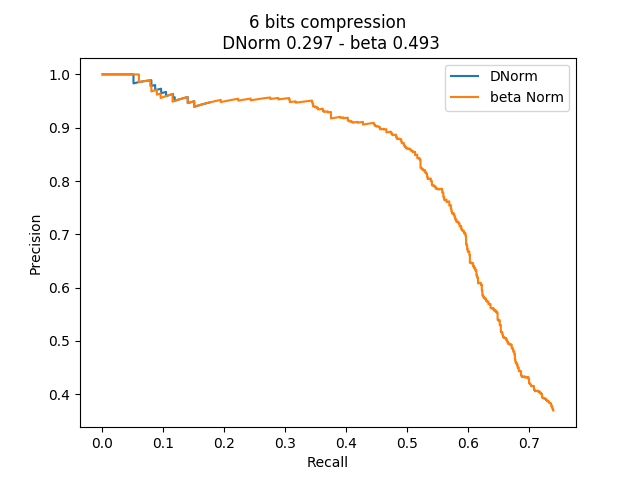 6 bits compression
DNorm 0.297 - beta 0.493
DNorm
beta Norm
1.0
0.9
0.8
0.7
0.6
0.5
0.4
Precision
0.0 0.1 0.2 0.3 0.4 0.5 0.6 0.7
Recall